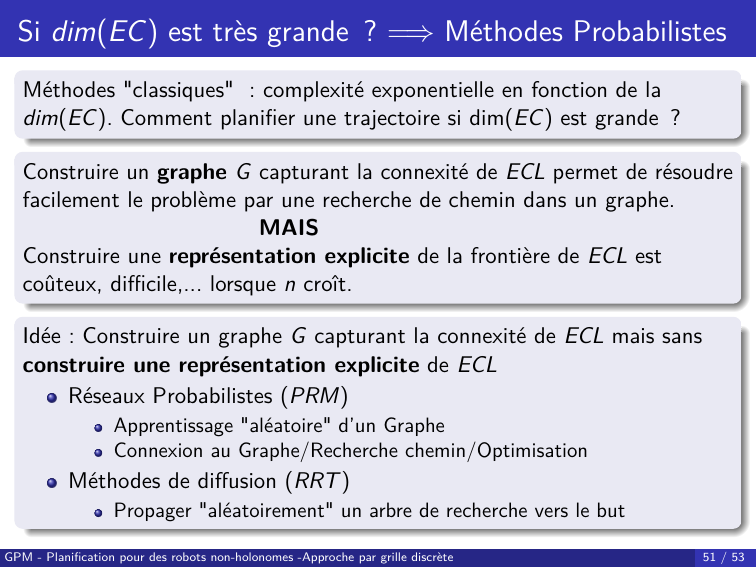 Si dim(EC) est très grande ? ⟹ Méthodes Probabilistes
Méthodes "classiques" : complexité exponentielle en fonction de la
dim(EC). Comment planifier une trajectoire si dim(EC) est grande ?
Construire un graphe G capturant la connexité de ECL permet de résoudre
facilement le problème par une recherche de chemin dans un graphe.
MAIS
Construire une représentation explicite de la frontière de ECL est
coûteux, difficile,... lorsque n croît.
Idée : Construire un graphe G capturant la connexité de ECL mais sans
construire une représentation explicite de ECL
Réseaux Probabilistes (PRM)
Apprentissage "aléatoire" d'un Graphe
Connexion au Graphe/Recherche chemin/Optimisation
Méthodes de diffusion (RRT)
Propager "aléatoirement" un arbre de recherche vers le but
GPM - Planification pour des robots non-holonomes -Approche par grille discrète
51 / 53